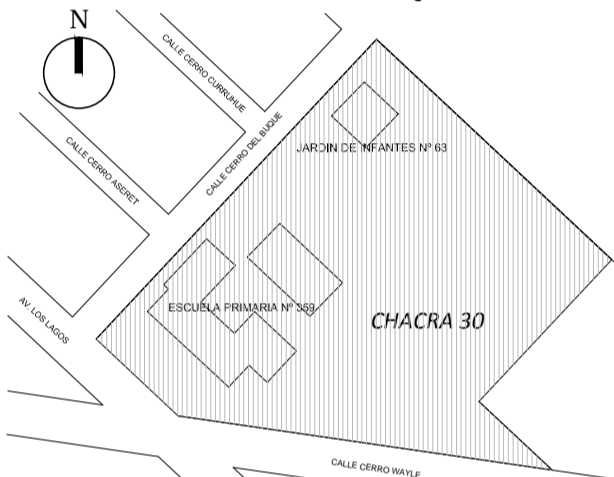 N
CALLE CERRO CURRUHUE
CALLE CERRO DEL BUQUE
CALLE CERRO ASERET
JARDIN DE INFANTES Nº 63
AV. LOS LAGOS
ESCUELA PRIMARIA Nº 359
CHACRA 30
CALLE CERRO WAYLE